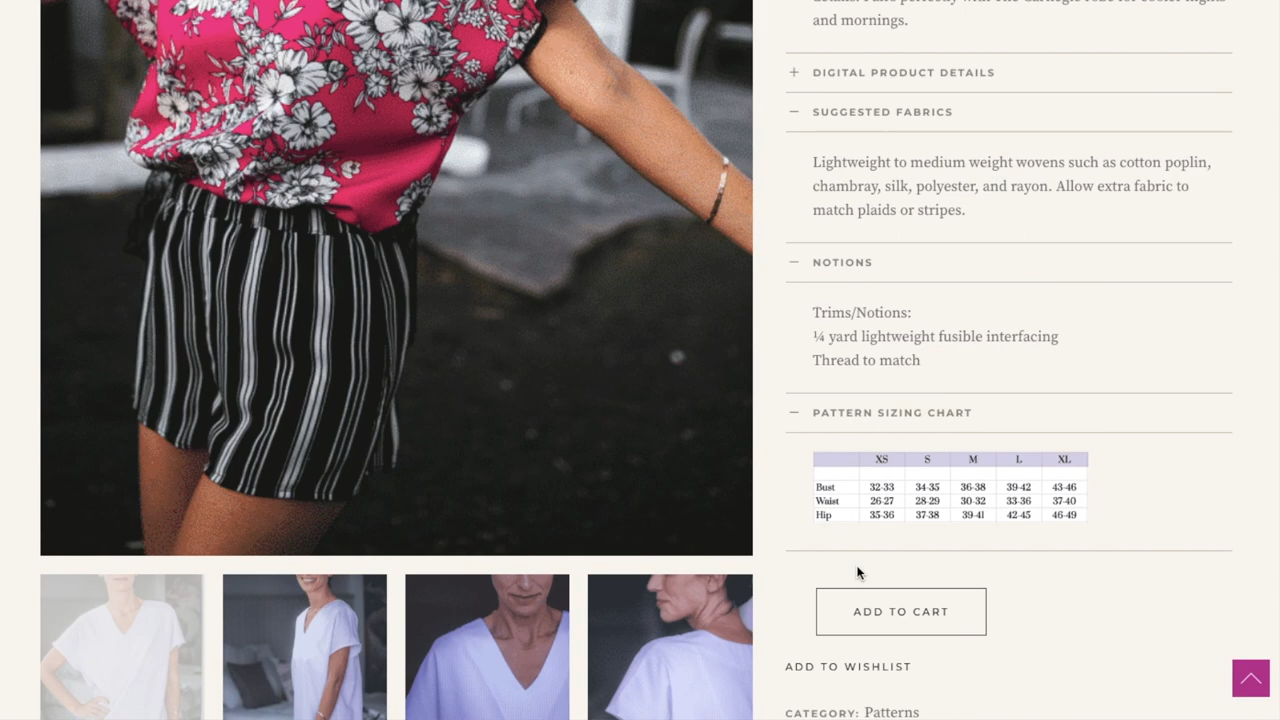 and mornings.
+ DIGITAL PRODUCT DETAILS
− SUGGESTED FABRICS
Lightweight to medium weight wovens such as cotton poplin,
chambray, silk, polyester, and rayon. Allow extra fabric to
match plaids or stripes.
− NOTIONS
Trims/Notions:
¼ yard lightweight fusible interfacing
Thread to match
− PATTERN SIZING CHART
XS S M L XL
Bust 32-33 34-35 36-38 39-42 43-46
Waist 26-27 28-29 30-32 33-36 37-40
Hip 35-36 37-38 39-41 42-45 46-49
ADD TO CART
ADD TO WISHLIST
CATEGORY: Patterns